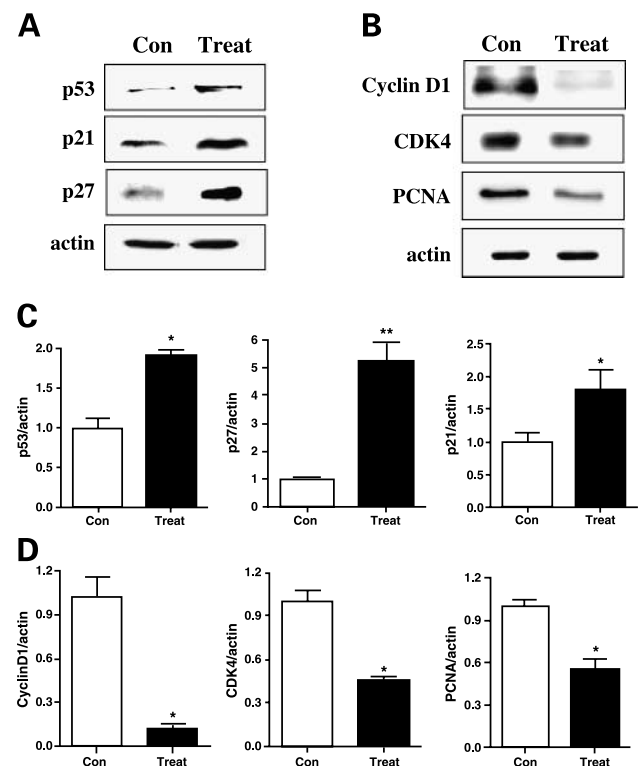 A
Con Treat
p53
p21
p27
actin
B
Con Treat
Cyclin D1
CDK4
PCNA
actin
C
p53/actin
2.0
1.5
1.0
0.5
0.0
*
Con Treat
p27/actin
6
5
4
3
2
1
0
**
Con Treat
p21/actin
2.5
2.0
1.5
1.0
0.5
0.0
*
Con Treat
D
CyclinD1/actin
1.2
0.9
0.6
0.3
0.0
*
Con Treat
CDK4/actin
1.2
0.9
0.6
0.3
0.0
*
Con Treat
PCNA/actin
1.2
0.9
0.6
0.3
0.0
*
Con Treat